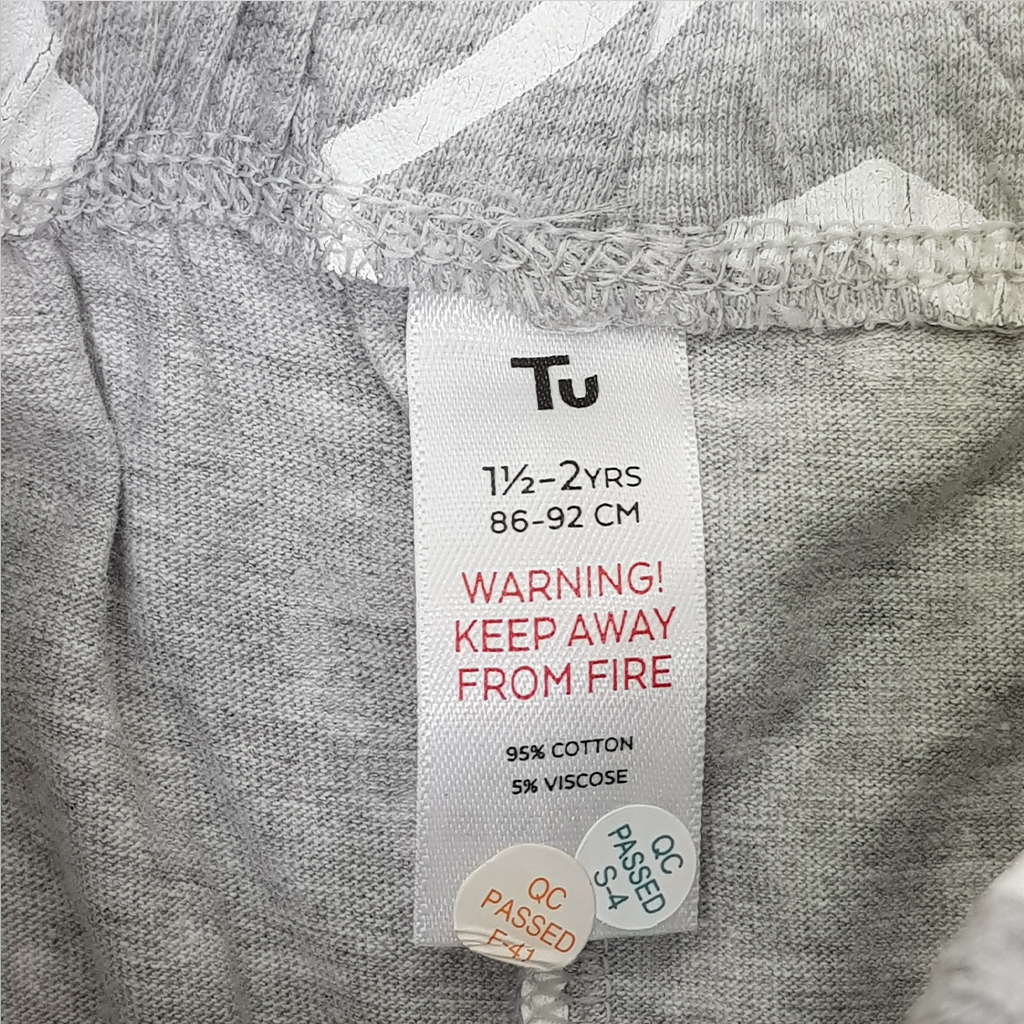 Tu
1½-2YRS
86-92 CM
WARNING!
KEEP AWAY
FROM FIRE
95% COTTON
5% VISCOSE
QC
PASSED
S-4
QC
PASSED
F-41